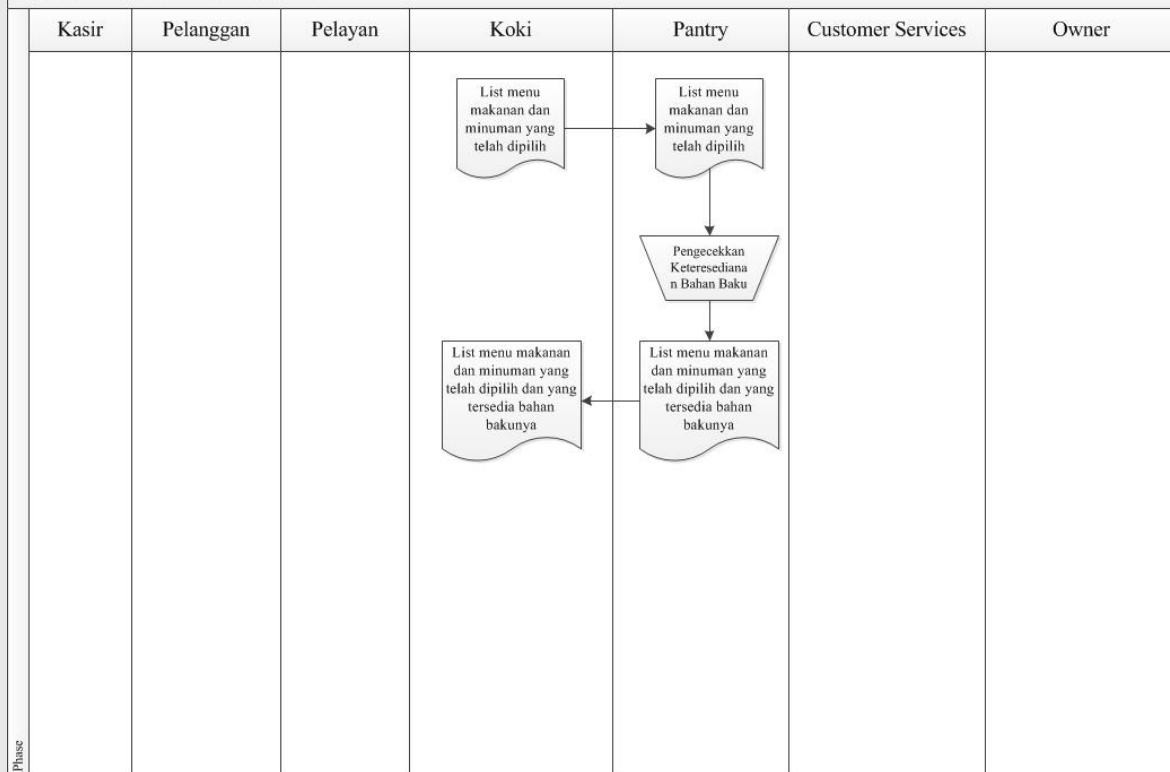 Kasir
Pelanggan
Pelayan
Koki
Pantry
Customer Services
Owner
List menu
makanan dan
minuman yang
telah dipilih
List menu
makanan dan
minuman yang
telah dipilih
Pengecekkan
Keteresediana
n Bahan Baku
List menu makanan
dan minuman yang
telah dipilih dan yang
tersedia bahan
bakunya
List menu makanan
dan minuman yang
telah dipilih dan yang
tersedia bahan
bakunya
Phase